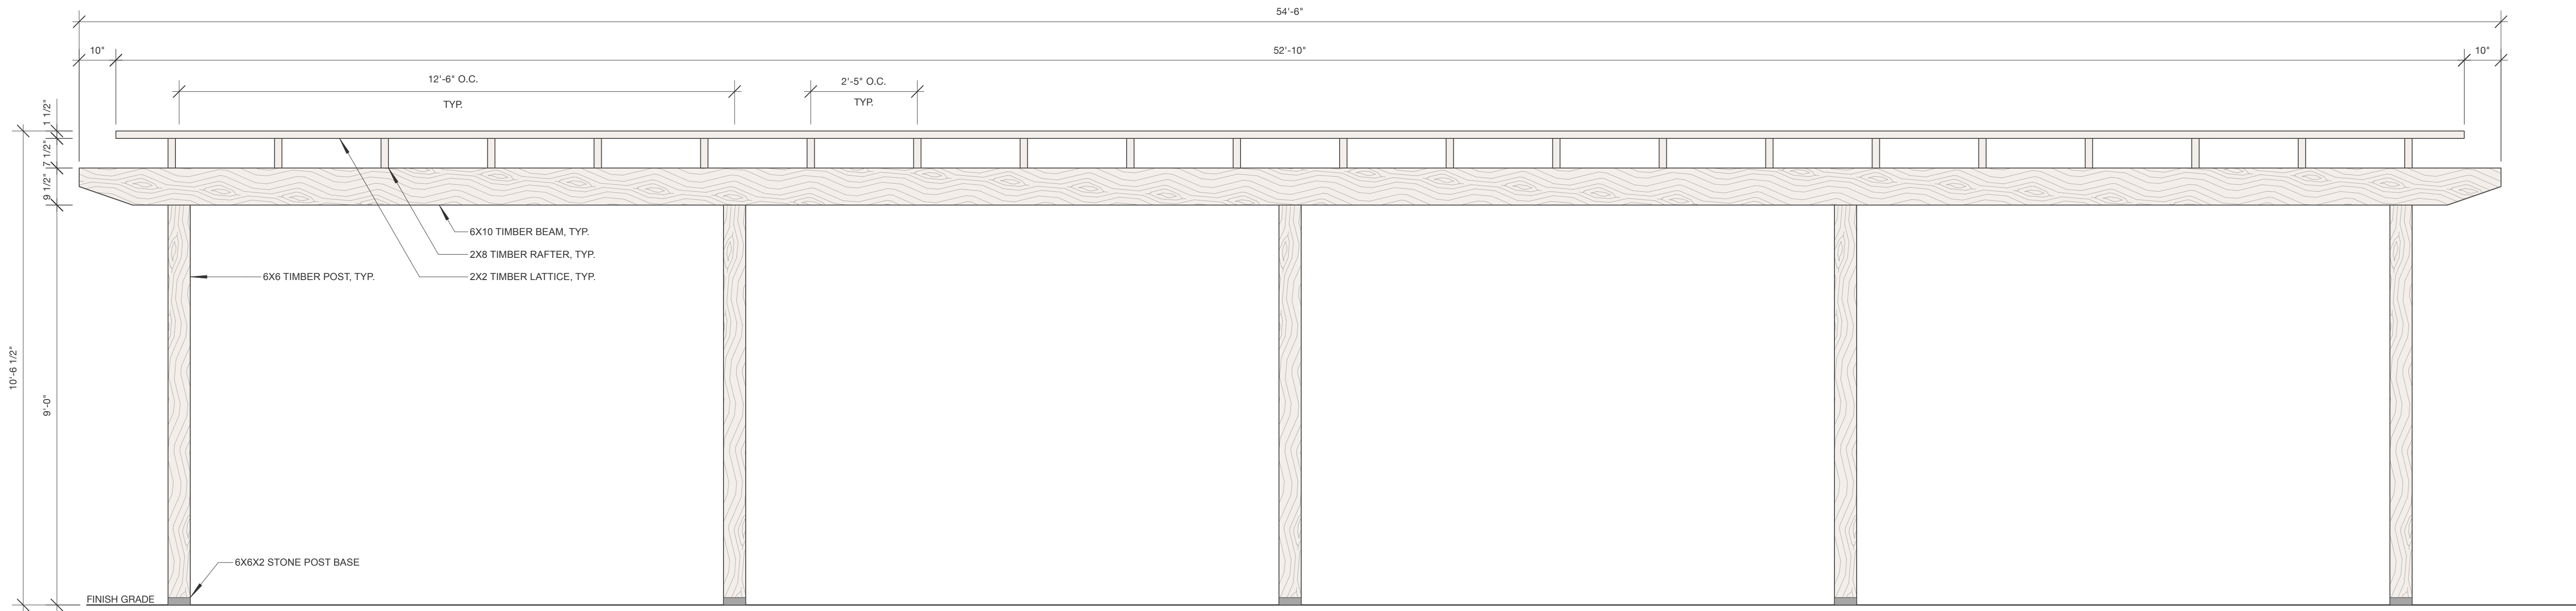 54'-6"
10"
52'-10"
10"
12'-6" O.C.
TYP.
2'-5" O.C.
TYP.
1 1/2"
7 1/2"
9 1/2"
6X10 TIMBER BEAM, TYP.
2X8 TIMBER RAFTER, TYP.
6X6 TIMBER POST, TYP.
2X2 TIMBER LATTICE, TYP.
10'-6 1/2"
9'-0"
6X6X2 STONE POST BASE
FINISH GRADE